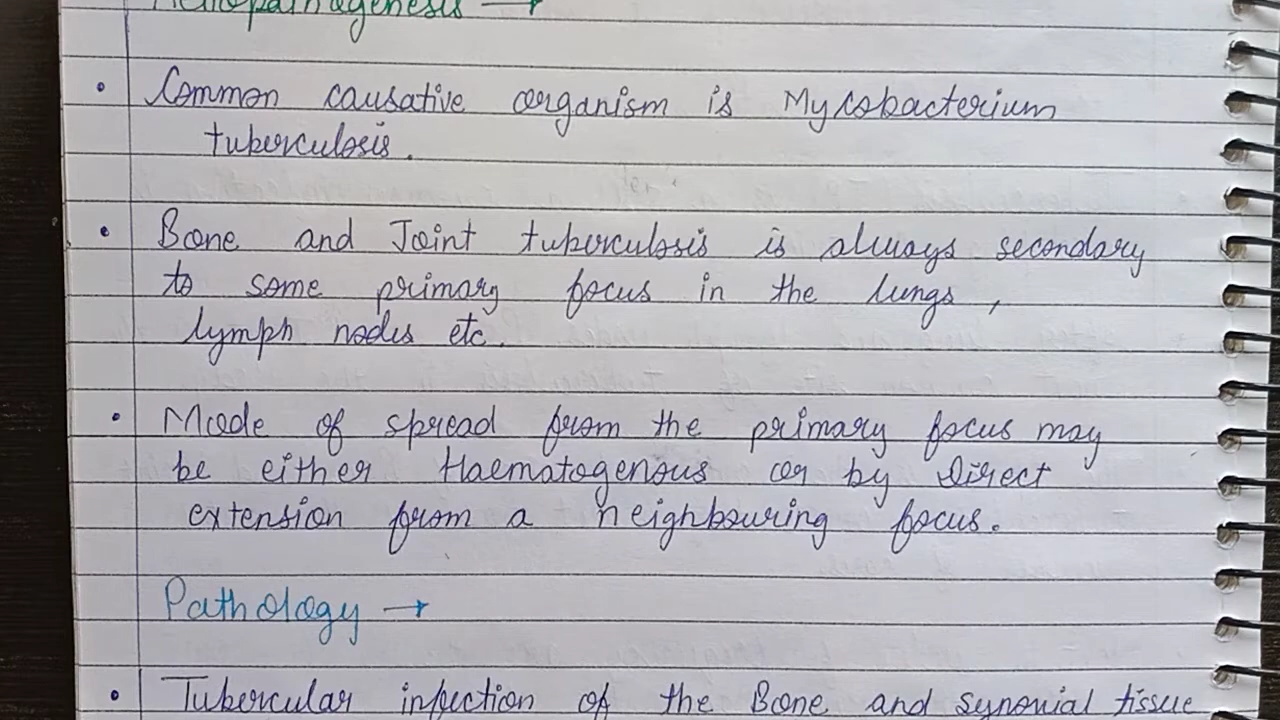 Aetiopathogenesis →
• Common causative organism is Mycobacterium
tuberculosis.
• Bone and Joint tuberculosis is always secondary
to some primary focus in the lungs,
lymph nodes etc.
• Mode of spread from the primary focus may
be either Haematogenous or by Direct
extension from a neighbouring focus.
Pathology →
• Tubercular infection of the Bone and synovial tissue